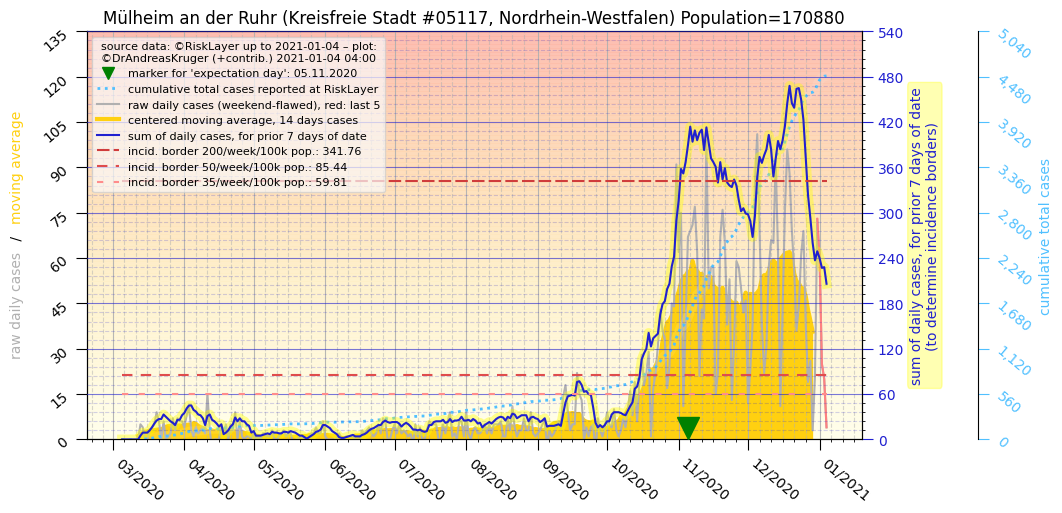 Mülheim an der Ruhr (Kreisfreie Stadt #05117, Nordrhein-Westfalen) Population=170880
source data: ©RiskLayer up to 2021-01-04 – plot:
©DrAndreasKruger (+contrib.) 2021-01-04 04:00
marker for 'expectation day': 05.11.2020
cumulative total cases reported at RiskLayer
raw daily cases (weekend-flawed), red: last 5
centered moving average, 14 days cases
sum of daily cases, for prior 7 days of date
incid. border 200/week/100k pop.: 341.76
incid. border 50/week/100k pop.: 85.44
incid. border 35/week/100k pop.: 59.81
raw daily cases / moving average
135
120
105
90
75
60
45
30
15
0
03/2020
04/2020
05/2020
06/2020
07/2020
08/2020
09/2020
10/2020
11/2020
12/2020
01/2021
540
480
420
360
300
240
180
120
60
0
sum of daily cases, for prior 7 days of date
(to determine incidence borders)
5,040
4,480
3,920
3,360
2,800
2,240
1,680
1,120
560
0
cumulative total cases